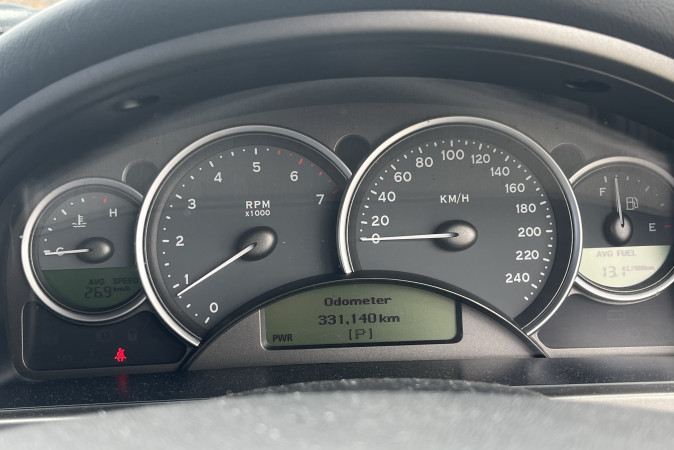 C
H
AVG SPEED
26.9 km/h
0
1
2
3
4
5
6
7
RPM
x1000
0
20
40
60
80
100
120
140
160
180
200
220
240
KM/H
F
E
AVG FUEL
13.1 L/100km
Odometer
331,140 km
PWR [P]